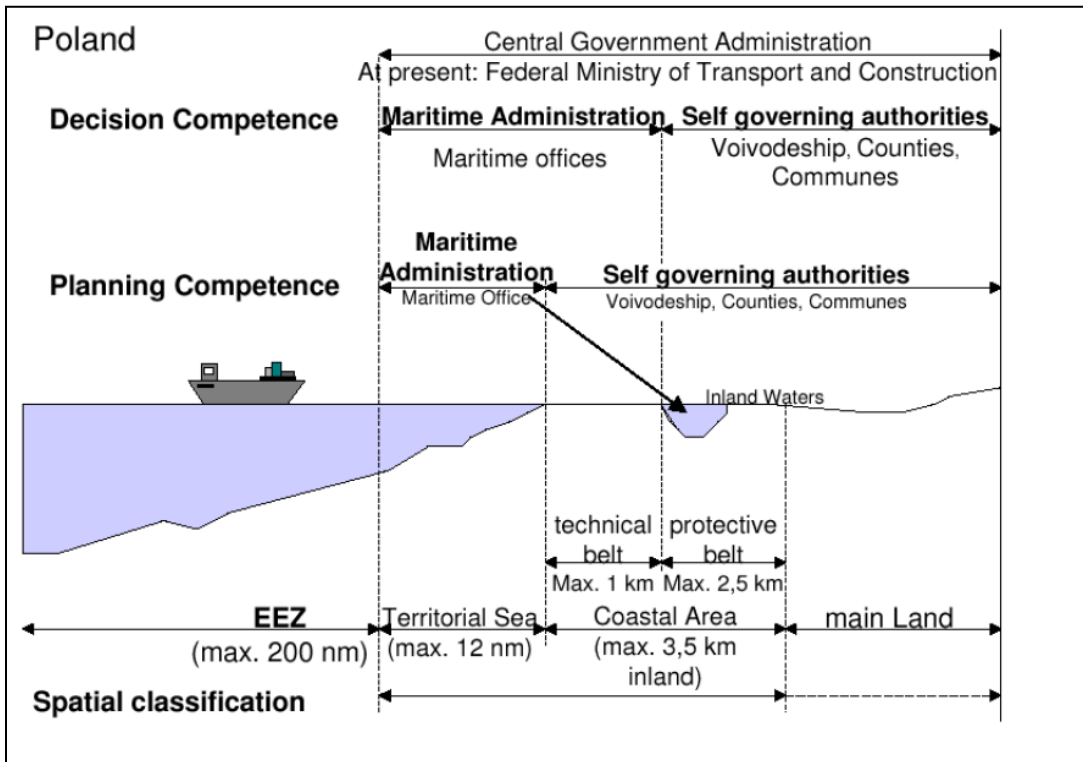 Poland
Central Government Administration
At present: Federal Ministry of Transport and Construction
Decision Competence
Maritime Administration
Self governing authorities
Maritime offices
Voivodeship, Counties,
Communes
Planning Competence
Maritime
Administration
Maritime Office
Self governing authorities
Voivodeship, Counties, Communes
Inland Waters
technical
belt
Max. 1 km
protective
belt
Max. 2,5 km
EEZ
(max. 200 nm)
Territorial Sea
(max. 12 nm)
Coastal Area
(max. 3,5 km
inland)
main Land
Spatial classification